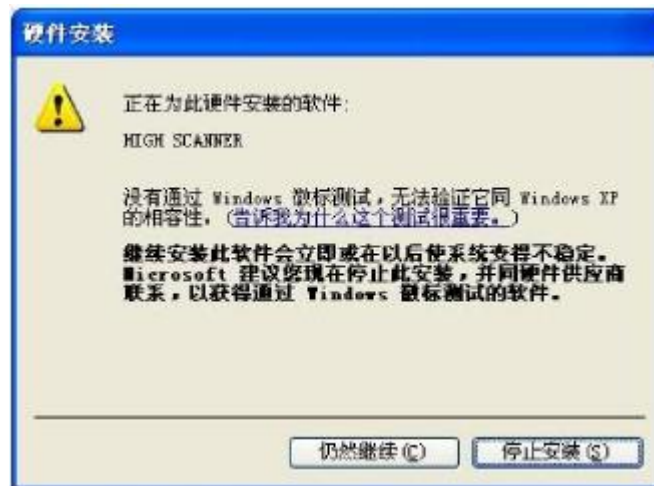 硬件安装
正在为此硬件安装的软件:
HIGH SCANNER
没有通过 Windows 徽标测试，无法验证它同 Windows XP
的相容性。(告诉我为什么这个测试很重要。)
继续安装此软件会立即或在以后使系统变得不稳定。
Microsoft 建议您现在停止此安装，并同硬件供应商
联系，以获得通过 Windows 徽标测试的软件。
仍然继续(C)
停止安装(S)